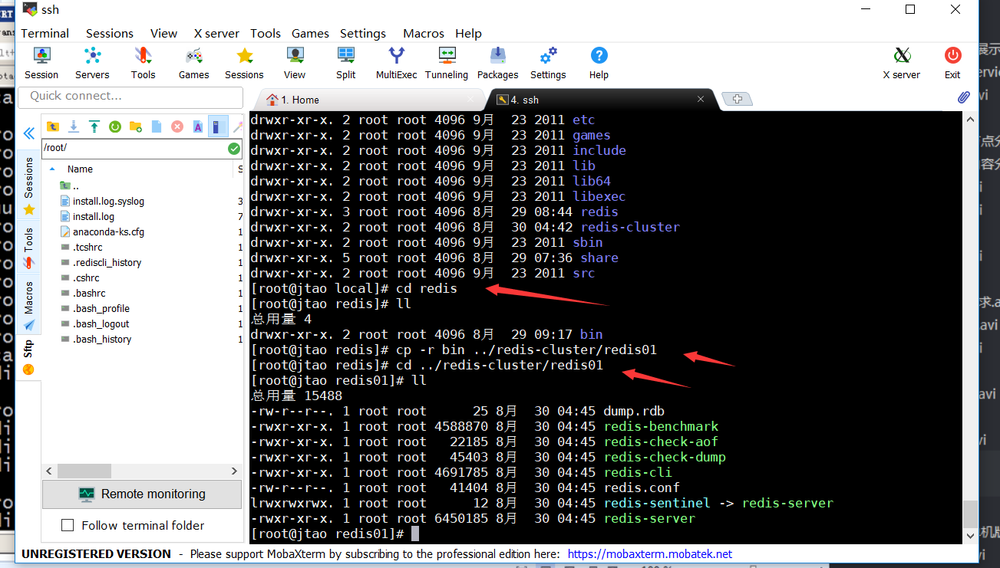 ssh
Terminal Sessions View X server Tools Games Settings Macros Help
Session Servers Tools Games Sessions View Split MultiExec Tunneling Packages Settings Help X server Exit
Quick connect...
1. Home
4. ssh
/root/
Name
..
install.log.syslog
install.log
anaconda-ks.cfg
.tcshrc
.rediscli_history
.cshrc
.bashrc
.bash_profile
.bash_logout
.bash_history
Sessions
Tools
Macros
Sftp
Remote monitoring
Follow terminal folder
drwxr-xr-x. 2 root root 4096 9月 23 2011 etc
drwxr-xr-x. 2 root root 4096 9月 23 2011 games
drwxr-xr-x. 2 root root 4096 9月 23 2011 include
drwxr-xr-x. 2 root root 4096 9月 23 2011 lib
drwxr-xr-x. 2 root root 4096 9月 23 2011 lib64
drwxr-xr-x. 2 root root 4096 9月 23 2011 libexec
drwxr-xr-x. 3 root root 4096 8月 29 08:44 redis
drwxr-xr-x. 2 root root 4096 8月 30 04:42 redis-cluster
drwxr-xr-x. 2 root root 4096 9月 23 2011 sbin
drwxr-xr-x. 5 root root 4096 8月 29 07:36 share
drwxr-xr-x. 2 root root 4096 9月 23 2011 src
[root@jtao local]# cd redis
[root@jtao redis]# ll
总用量 4
drwxr-xr-x. 2 root root 4096 8月 29 09:17 bin
[root@jtao redis]# cp -r bin ../redis-cluster/redis01
[root@jtao redis]# cd ../redis-cluster/redis01
[root@jtao redis01]# ll
总用量 15488
-rw-r--r--. 1 root root 25 8月 30 04:45 dump.rdb
-rwxr-xr-x. 1 root root 4588870 8月 30 04:45 redis-benchmark
-rwxr-xr-x. 1 root root 22185 8月 30 04:45 redis-check-aof
-rwxr-xr-x. 1 root root 45403 8月 30 04:45 redis-check-dump
-rwxr-xr-x. 1 root root 4691785 8月 30 04:45 redis-cli
-rw-r--r--. 1 root root 41404 8月 30 04:45 redis.conf
lrwxrwxrwx. 1 root root 12 8月 30 04:45 redis-sentinel -> redis-server
-rwxr-xr-x. 1 root root 6450185 8月 30 04:45 redis-server
[root@jtao redis01]#
UNREGISTERED VERSION - Please support MobaXterm by subscribing to the professional edition here: https://mobaxterm.mobatek.net